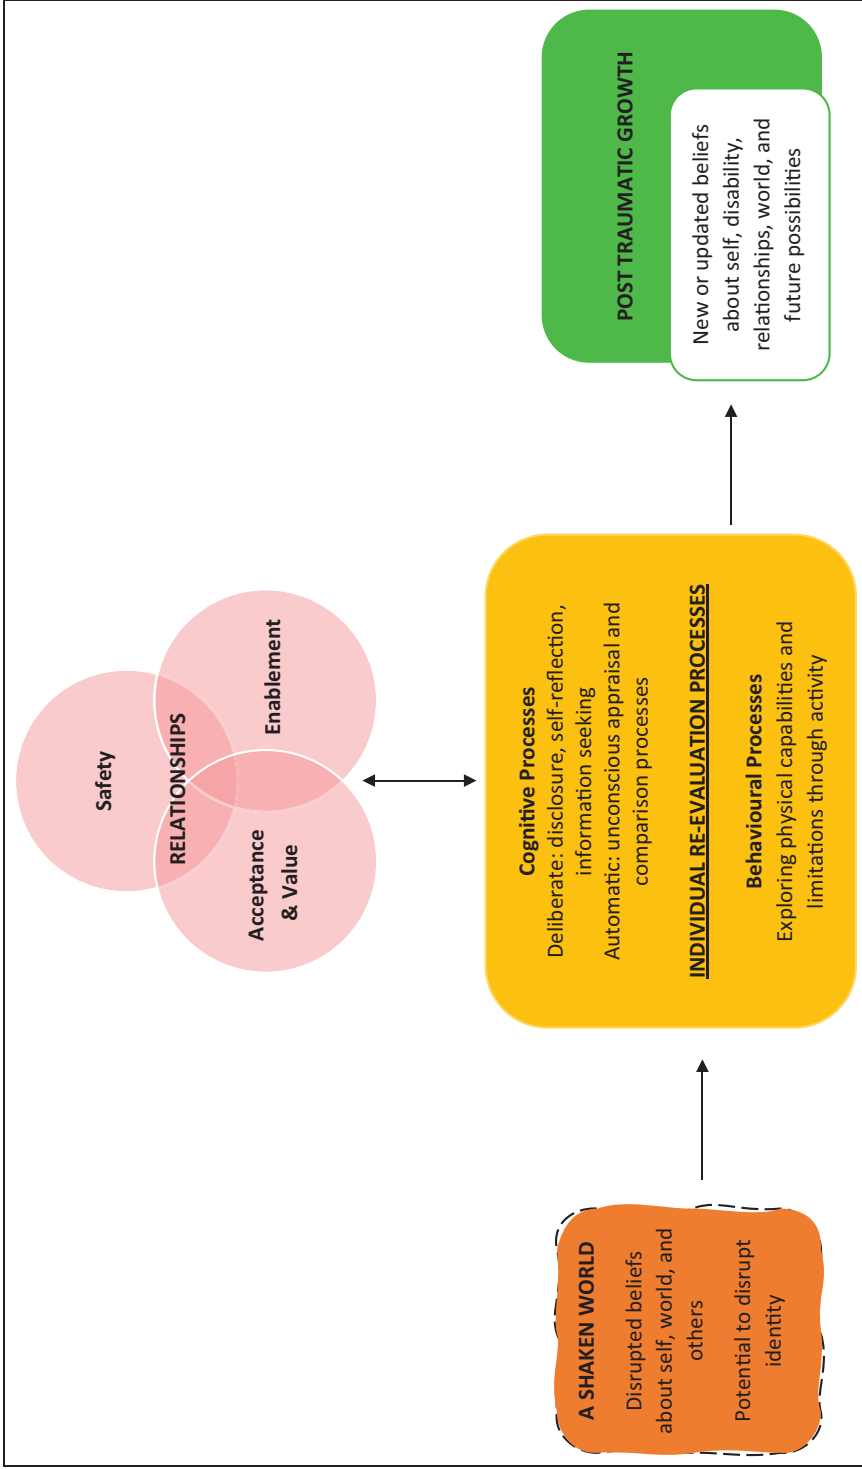 A SHAKEN WORLD
Disrupted beliefs
about self, world, and
others
Potential to disrupt
identity
Safety
RELATIONSHIPS
Acceptance
& Value
Enablement
Cognitive Processes
Deliberate: disclosure, self-reflection,
information seeking
Automatic: unconscious appraisal and
comparison processes
INDIVIDUAL RE-EVALUATION PROCESSES
Behavioural Processes
Exploring physical capabilities and
limitations through activity
POST TRAUMATIC GROWTH
New or updated beliefs
about self, disability,
relationships, world, and
future possibilities